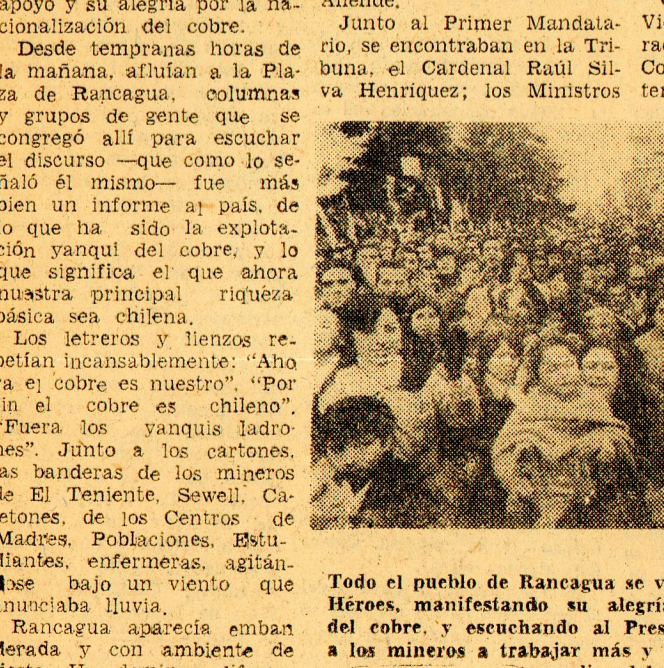 apoyo y su alegría por la na-
cionalización del cobre.
Desde tempranas horas de
la mañana, afluían a la Pla-
za de Rancagua, columnas
y grupos de gente que se
congregó allí para escuchar
el discurso —que como lo se-
ñaló él mismo— fue más
bien un informe al país, de
lo que ha sido la explota-
ción yanqui del cobre, y lo
que significa el que ahora
nuestra principal riqueza
básica sea chilena.
Los letreros y lienzos re-
petían incansablemente: "Aho
ra el cobre es nuestro". "Por
fin el cobre es chileno".
"Fuera los yanquis ladro-
nes". Junto a los cartones,
las banderas de los mineros
de El Teniente, Sewell, Ca-
letones, de los Centros de
Madres, Poblaciones, Estu-
diantes, enfermeras, agitán-
dose bajo un viento que
anunciaba lluvia.
Rancagua aparecía emban
derada y con ambiente de
Allende.
Junto al Primer Mandata-
rio, se encontraban en la Tri-
buna, el Cardenal Raúl Sil-
va Henríquez; los Ministros
Todo el pueblo de Rancagua se v
Héroes, manifestando su alegría
del cobre, y escuchando al Pres
a los mineros a trabajar más y
Vi
ra
Co
ter